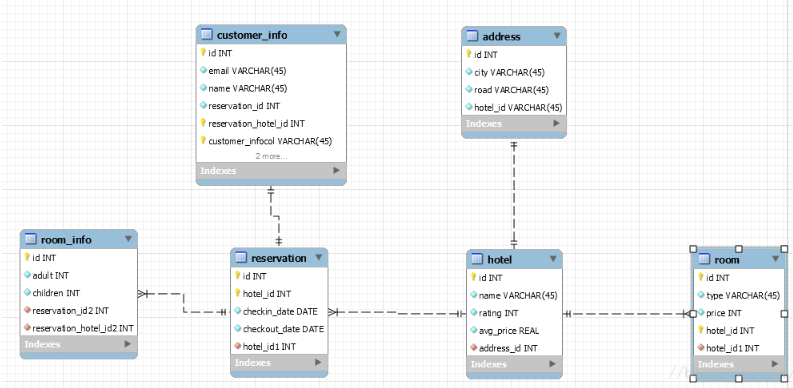 customer_info
id INT
email VARCHAR(45)
name VARCHAR(45)
reservation_id INT
reservation_hotel_id INT
customer_infocol VARCHAR(45)
2 more...
Indexes
address
id INT
city VARCHAR(45)
road VARCHAR(45)
hotel_id VARCHAR(45)
Indexes
room_info
id INT
adult INT
children INT
reservation_id2 INT
reservation_hotel_id2 INT
Indexes
reservation
id INT
hotel_id INT
checkin_date DATE
checkout_date DATE
hotel_id1 INT
Indexes
hotel
id INT
name VARCHAR(45)
rating INT
avg_price REAL
address_id INT
Indexes
room
id INT
type VARCHAR(45)
price INT
hotel_id INT
hotel_id1 INT
Indexes